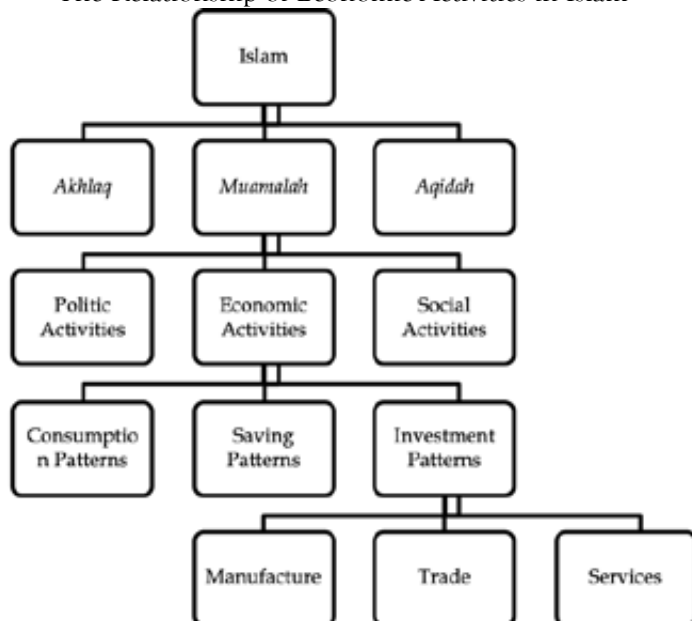 The Relationship of Economic Activities in Islam
Islam
Akhlaq
Muamalah
Aqidah
Politic
Activities
Economic
Activities
Social
Activities
Consumptio
n Patterns
Saving
Patterns
Investment
Patterns
Manufacture
Trade
Services